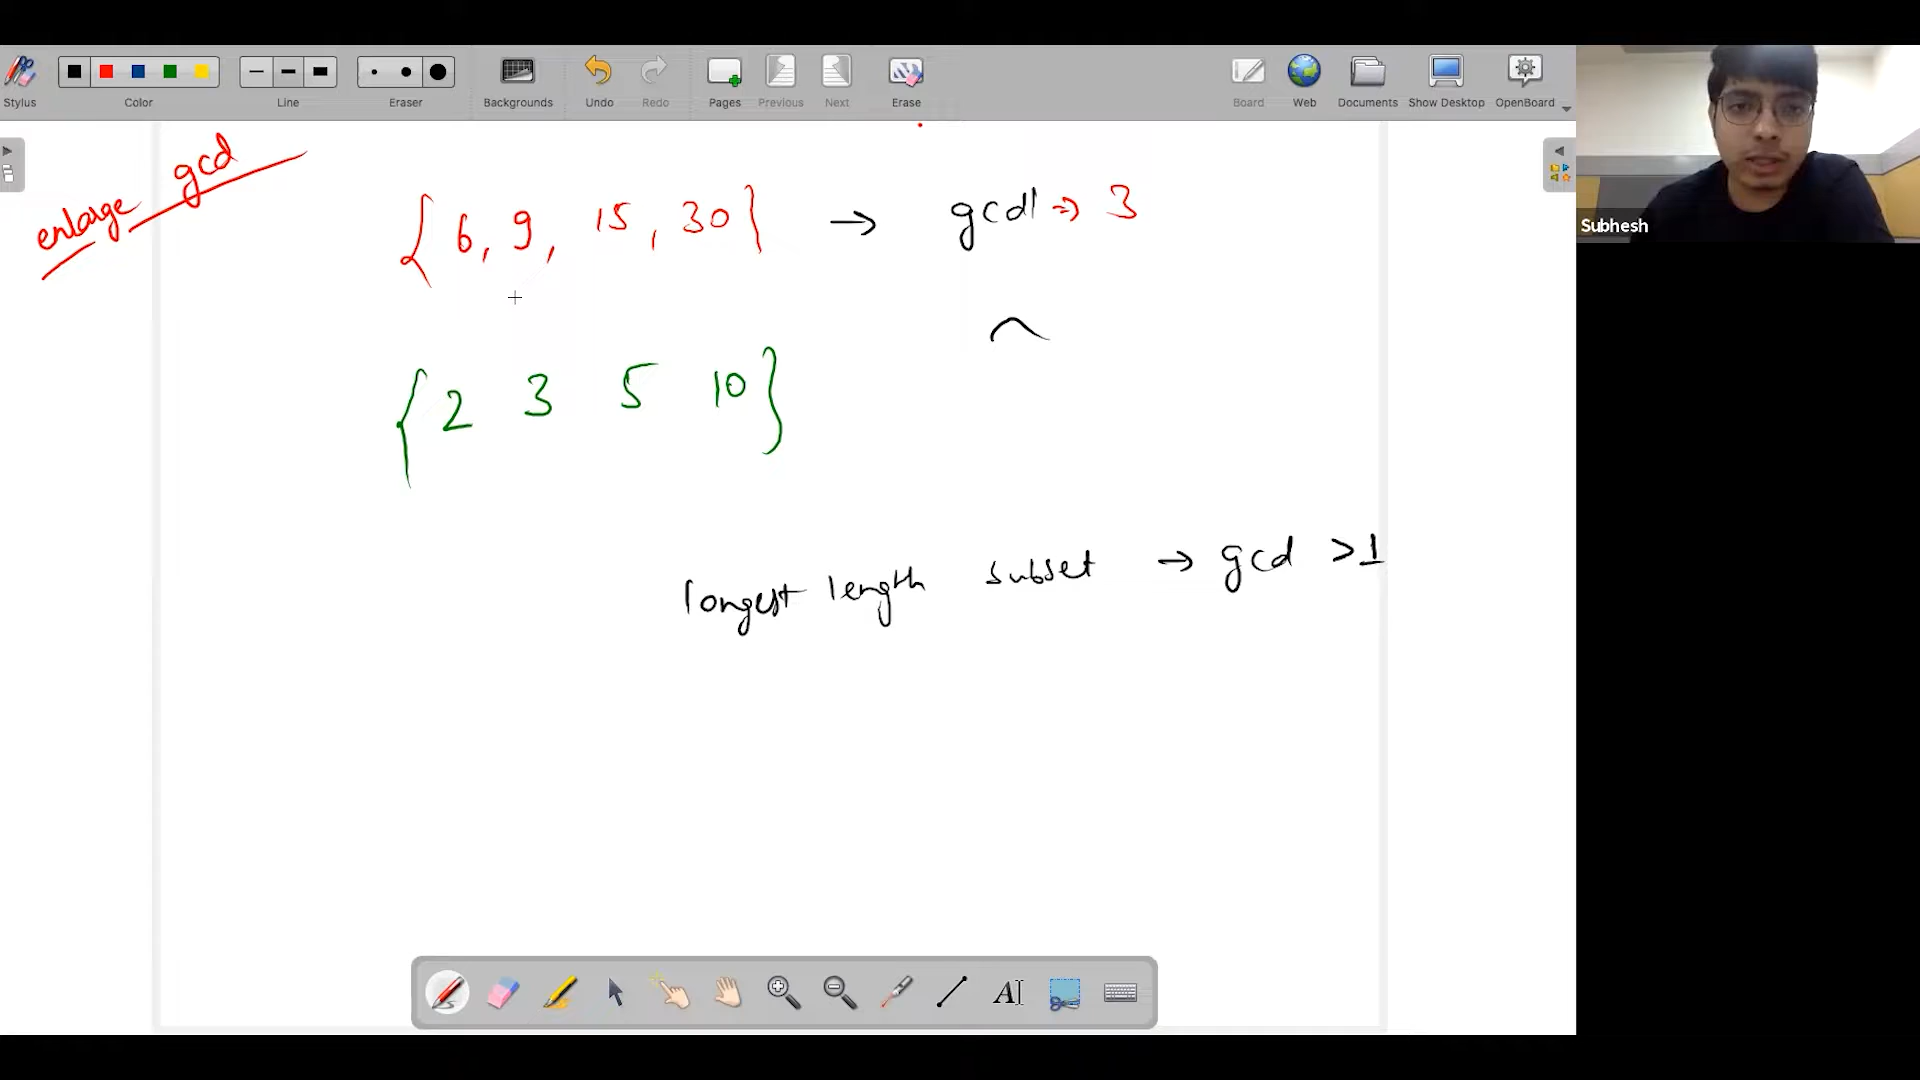 Stylus
Color
Line
Eraser
Backgrounds
Undo
Redo
Pages
Previous
Next
Erase
Board
Web
Documents
Show Desktop
OpenBoard
Subhesh
enlarge gcd
{ 6, 9, 15, 30 } → gcd ⇒ 3
{ 2 3 5 10 }
longest length subset → gcd > 1
A